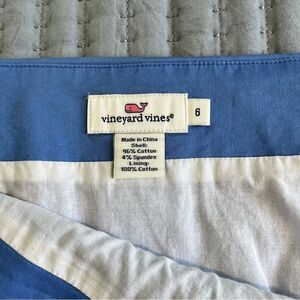 vineyard vines®
6
Made in China
Shell:
96% Cotton
4% Spandex
Lining:
100% Cotton